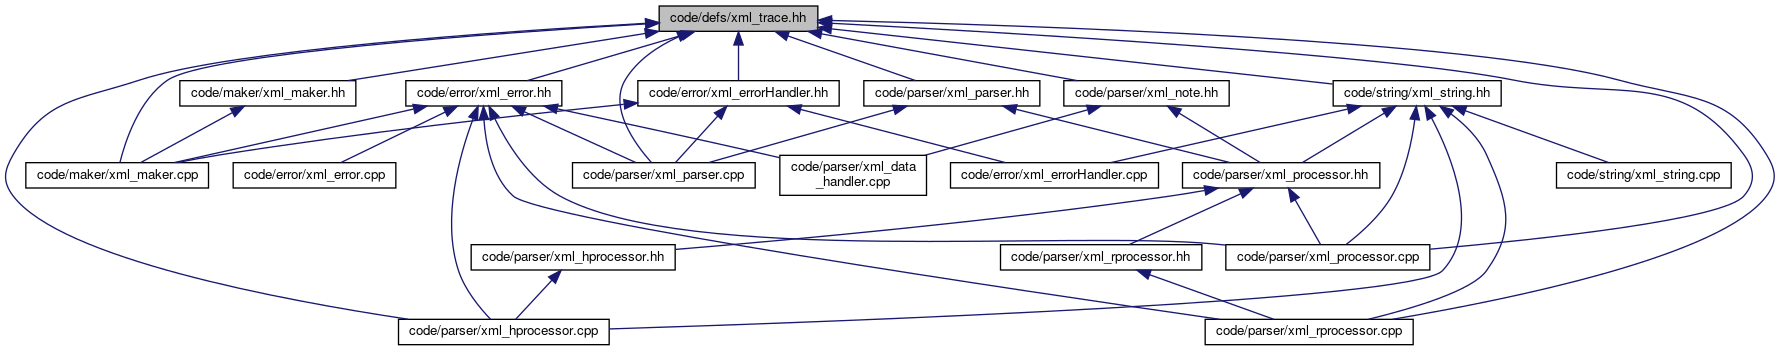 code/defs/xml_trace.hh
code/maker/xml_maker.hh
code/error/xml_error.hh
code/error/xml_errorHandler.hh
code/parser/xml_parser.hh
code/parser/xml_note.hh
code/string/xml_string.hh
code/maker/xml_maker.cpp
code/error/xml_error.cpp
code/parser/xml_parser.cpp
code/parser/xml_data
_handler.cpp
code/error/xml_errorHandler.cpp
code/parser/xml_processor.hh
code/string/xml_string.cpp
code/parser/xml_hprocessor.hh
code/parser/xml_rprocessor.hh
code/parser/xml_processor.cpp
code/parser/xml_hprocessor.cpp
code/parser/xml_rprocessor.cpp